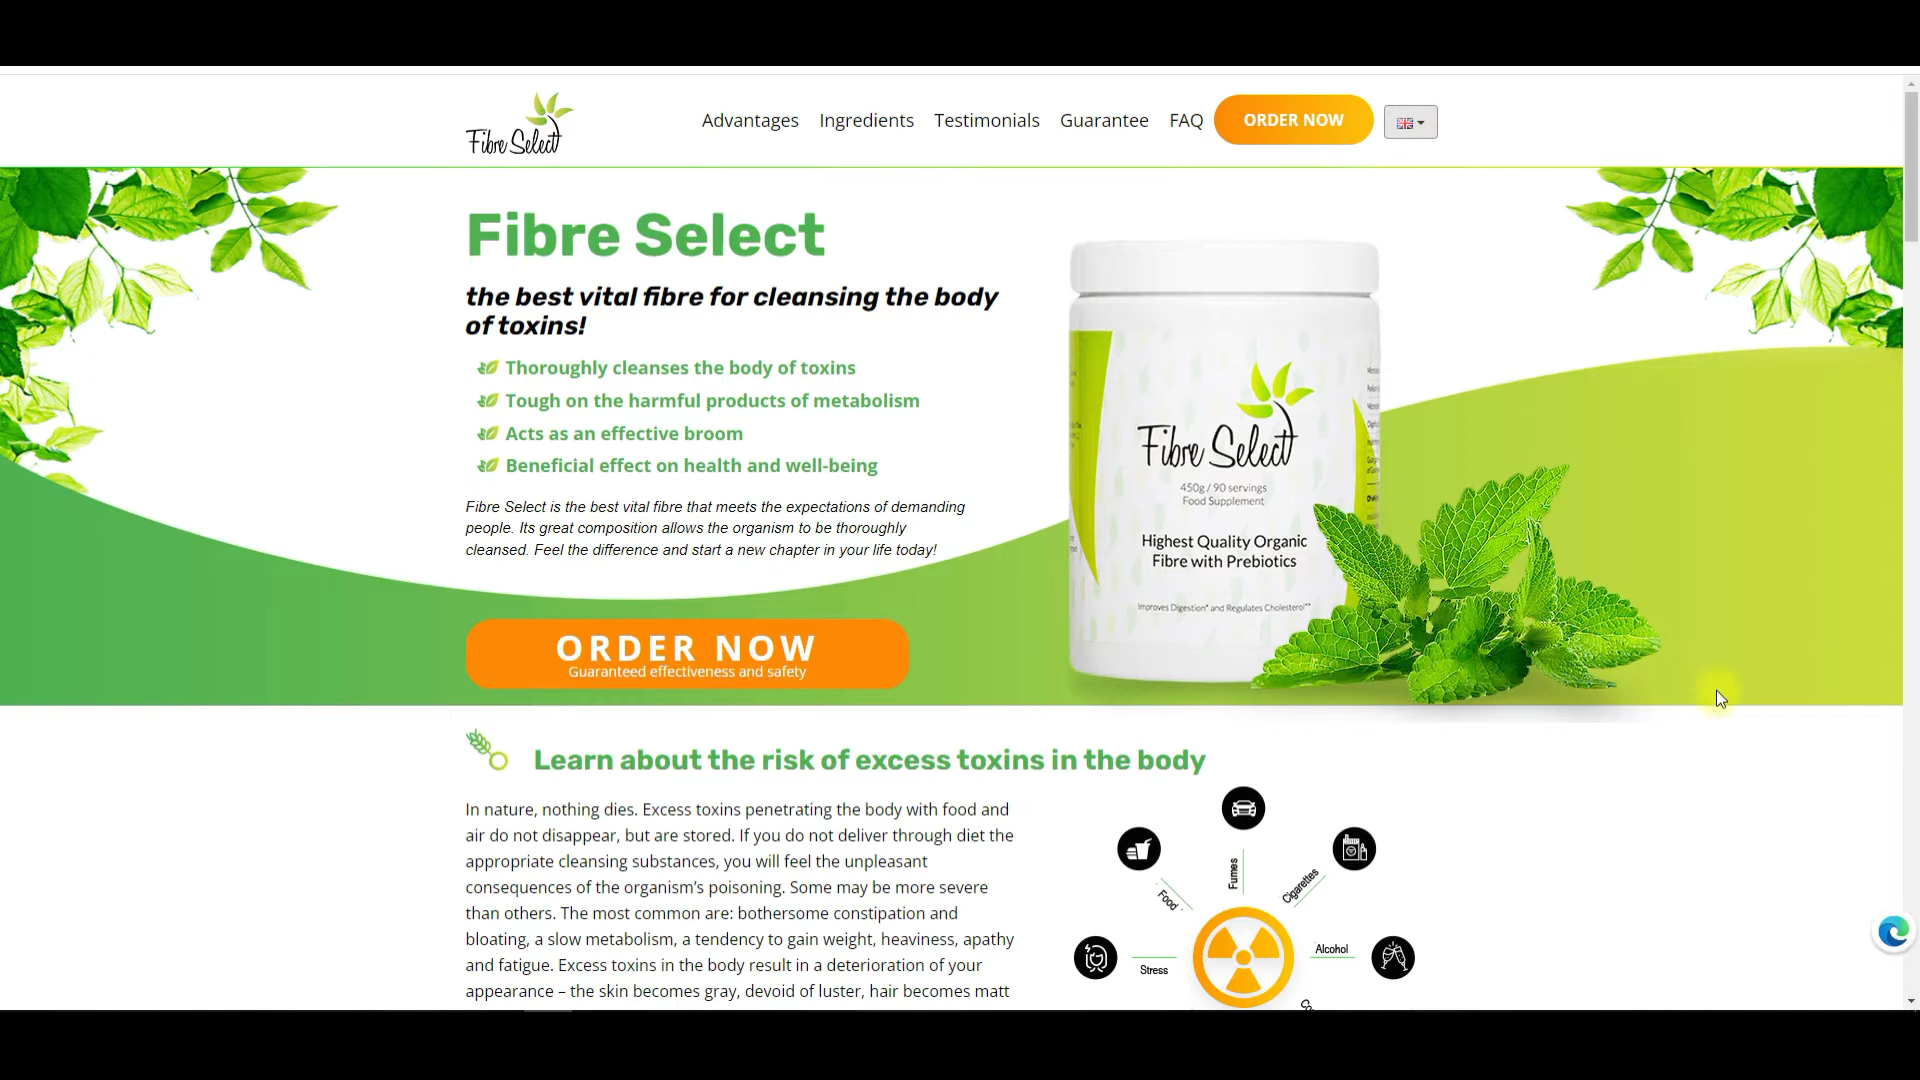 Fibre Select
Advantages Ingredients Testimonials Guarantee FAQ ORDER NOW
Fibre Select
the best vital fibre for cleansing the body
of toxins!
Thoroughly cleanses the body of toxins
Tough on the harmful products of metabolism
Acts as an effective broom
Beneficial effect on health and well-being
Fibre Select is the best vital fibre that meets the expectations of demanding
people. Its great composition allows the organism to be thoroughly
cleansed. Feel the difference and start a new chapter in your life today!
ORDER NOW
Guaranteed effectiveness and safety
Fibre Select
450g / 90 servings
Food Supplement
Highest Quality Organic
Fibre with Prebiotics
Improves Digestion* and Regulates Cholesterol**
Learn about the risk of excess toxins in the body
In nature, nothing dies. Excess toxins penetrating the body with food and
air do not disappear, but are stored. If you do not deliver through diet the
appropriate cleansing substances, you will feel the unpleasant
consequences of the organism’s poisoning. Some may be more severe
than others. The most common are: bothersome constipation and
bloating, a slow metabolism, a tendency to gain weight, heaviness, apathy
and fatigue. Excess toxins in the body result in a deterioration of your
appearance – the skin becomes gray, devoid of luster, hair becomes matt
Food
Fumes
Cigarettes
Stress
Alcohol